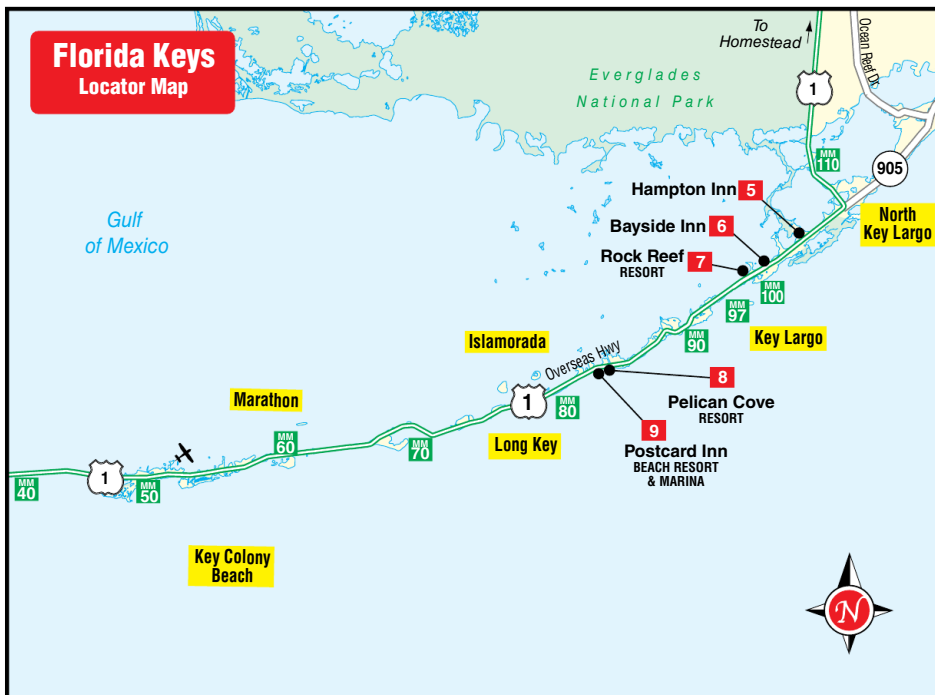 Florida Keys
Locator Map
To
Homestead
Ocean Reef Dr.
Everglades
National Park
1
MM
110
905
Hampton Inn 5
North
Key Largo
Bayside Inn 6
Rock Reef 7
RESORT
Gulf
of Mexico
MM
100
MM
97
MM
90
Key Largo
Islamorada
Overseas Hwy
8
Pelican Cove
RESORT
1
MM
80
Marathon
9
Postcard Inn
BEACH RESORT
& MARINA
Long Key
MM
70
MM
60
1
MM
50
MM
40
Key Colony
Beach
N